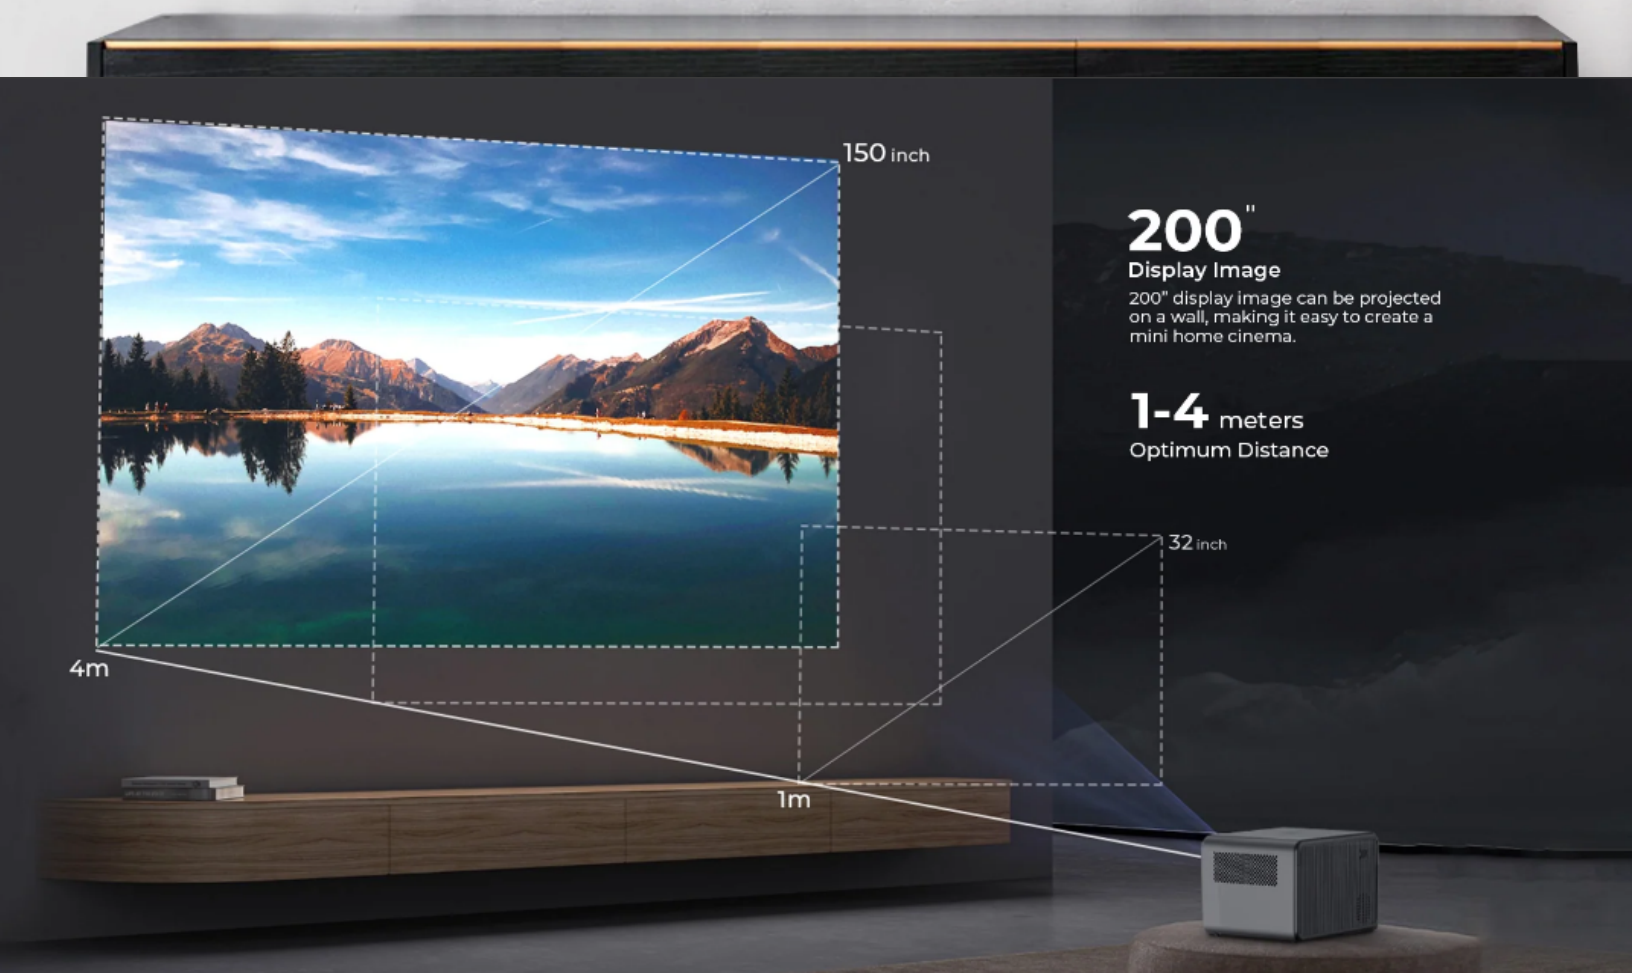 150 inch
200"
Display Image
200" display image can be projected
on a wall, making it easy to create a
mini home cinema.
1-4 meters
Optimum Distance
32 inch
4m
1m